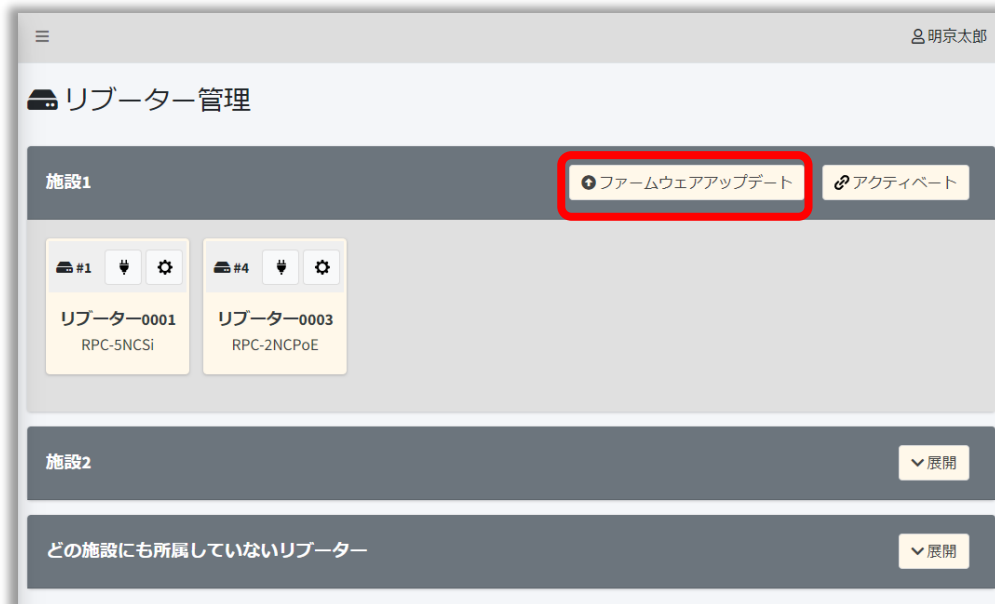 明京太郎
リブーター管理
施設1
ファームウェアアップデート
アクティベート
#1
#4
リブーター0001
リブーター0003
RPC-5NCSi
RPC-2NCPoE
施設2
展開
どの施設にも所属していないリブーター
展開